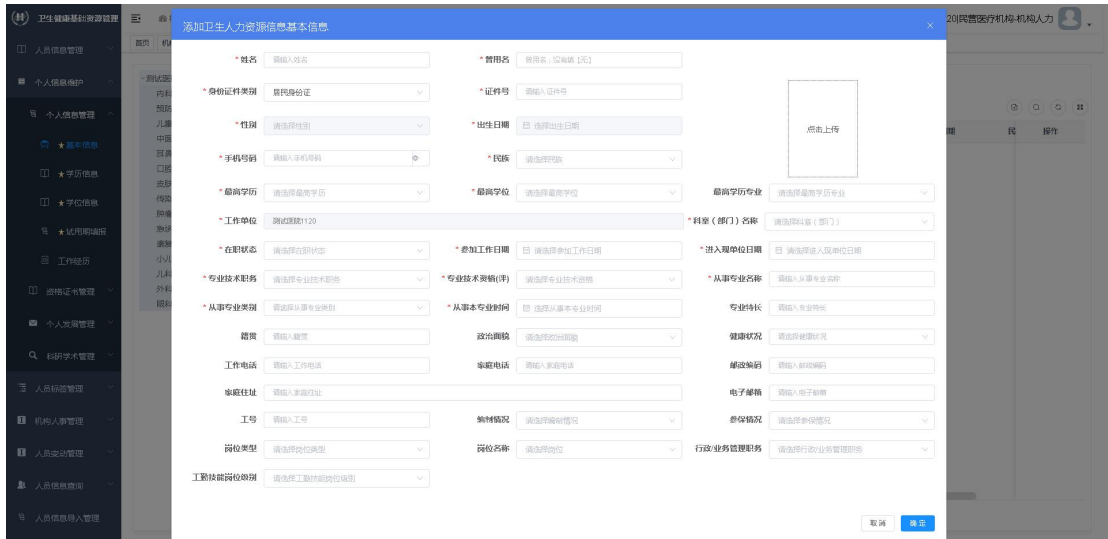 卫生健康基础资源管理
20|民营医疗机构-机构人力
添加卫生人力资源信息基本信息
首页
人员信息管理
个人信息维护
个人信息管理
★基本信息
★学历信息
★学位信息
★试用期填报
工作经历
资格证书管理
个人发展管理
科研学术管理
人员标签管理
机构人事管理
人员变动管理
人员信息查询
人员信息导入管理
操作
*姓名 请输入姓名 *曾用名 曾用名，没有填【无】
*身份证件类别 居民身份证 *证件号 请输入证件号
*性别 请选择性别 *出生日期 选择出生日期
点击上传
*手机号码 请输入手机号码 *民族 请选择民族
*最高学历 请选择最高学历 *最高学位 请选择最高学位 最高学历专业 请选择最高学历专业
*工作单位 测试医院1120 *科室（部门）名称 请选择科室（部门）
*在职状态 请选择在职状态 *参加工作日期 请选择参加工作日期 *进入现单位日期 请选择进入现单位日期
*专业技术职务 请选择专业技术职务 *专业技术资格(评) 请选择专业技术资格 *从事专业名称 请输入从事专业名称
*从事专业类别 请选择从事专业类别 *从事本专业时间 选择从事本专业时间 专业特长 请输入专业特长
籍贯 请输入籍贯 政治面貌 请选择政治面貌 健康状况 请选择健康状况
工作电话 请输入工作电话 家庭电话 请输入家庭电话 邮政编码 请输入邮政编码
家庭住址 请输入家庭住址 电子邮箱 请输入电子邮箱
工号 请输入工号 编制情况 请选择编制情况 参保情况 请选择参保情况
岗位类型 请选择岗位类型 岗位名称 请选择岗位 行政/业务管理职务 请选择行政/业务管理职务
工勤技能岗位级别 请选择工勤技能岗位级别
取消 确定